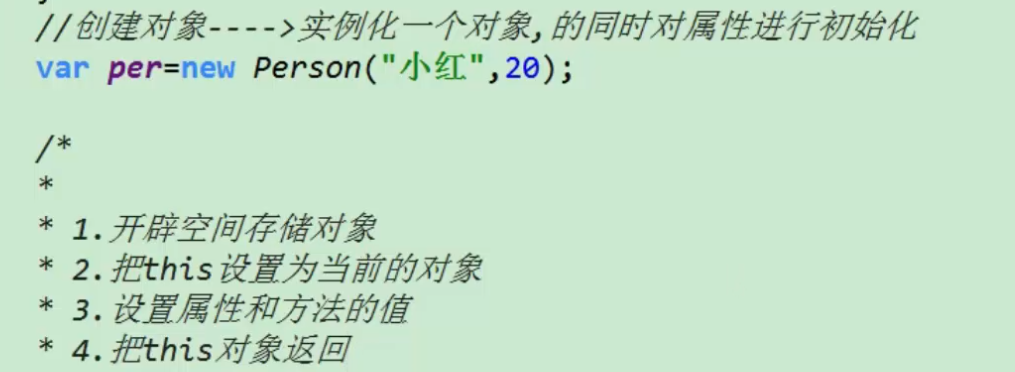 //创建对象---->实例化一个对象,的同时对属性进行初始化
var per=new Person("小红",20);
/*
*
* 1.开辟空间存储对象
* 2.把this设置为当前的对象
* 3.设置属性和方法的值
* 4.把this对象返回